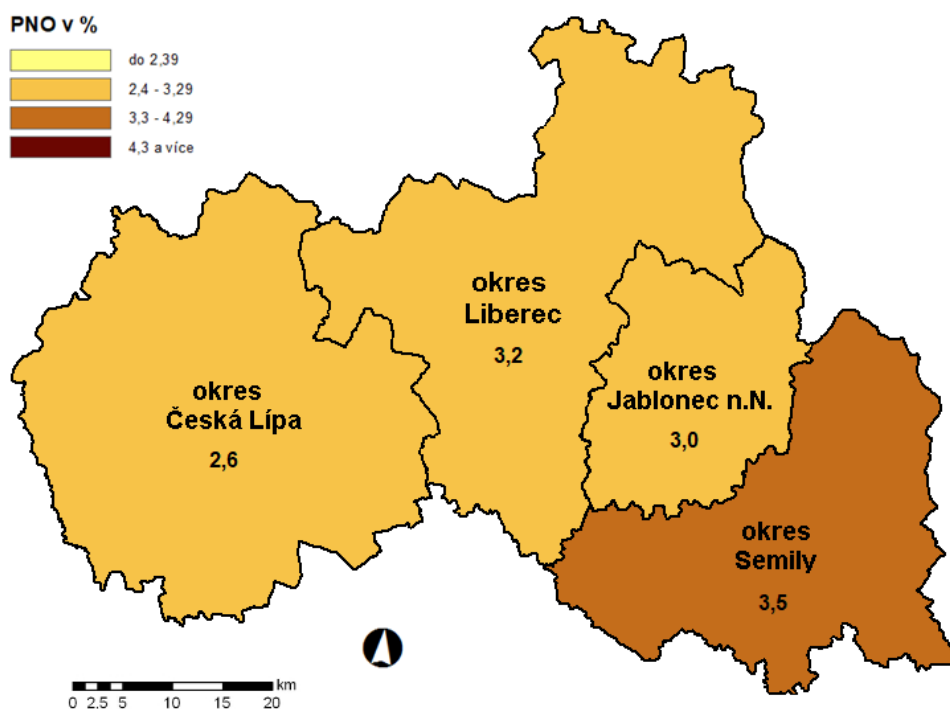 PNO v %
do 2,39
2,4 - 3,29
3,3 - 4,29
4,3 a více
okres
Liberec
3,2
okres
Jablonec n.N.
3,0
okres
Česká Lípa
2,6
okres
Semily
3,5
km
0 2.5 5 10 15 20